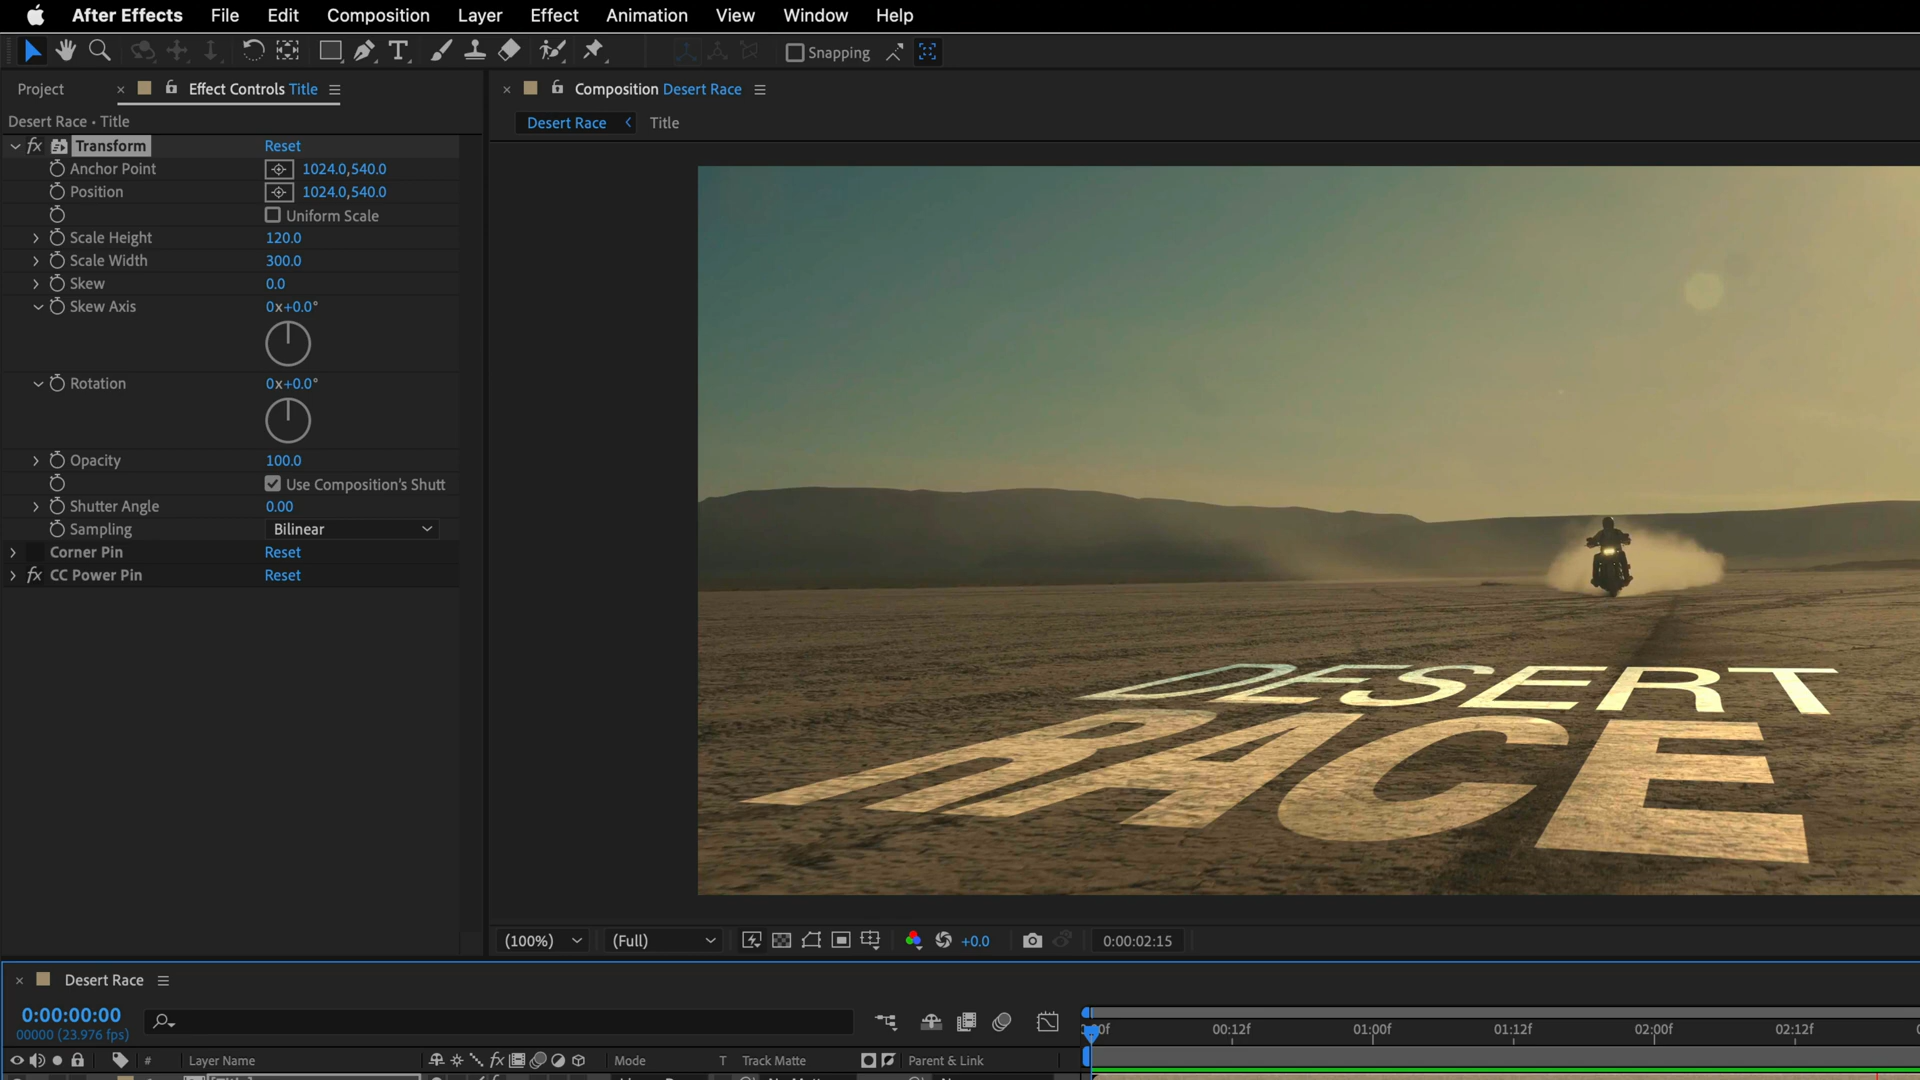 After Effects File Edit Composition Layer Effect Animation View Window Help
Snapping
Project × Effect Controls Title
× Composition Desert Race
Desert Race • Title
Desert Race < Title
fx Transform Reset
Anchor Point 1024.0,540.0
Position 1024.0,540.0
Uniform Scale
Scale Height 120.0
Scale Width 300.0
Skew 0.0
Skew Axis 0x+0.0°
Rotation 0x+0.0°
Opacity 100.0
Use Composition's Shutt
Shutter Angle 0.00
Sampling Bilinear
Corner Pin Reset
fx CC Power Pin Reset
DESERT
RACE
(100%) (Full) +0.0 0:00:02:15
× Desert Race
0:00:00:00
00000 (23.976 fps)
00:12f 01:00f 01:12f 02:00f 02:12f
# Layer Name fx Mode T Track Matte Parent & Link